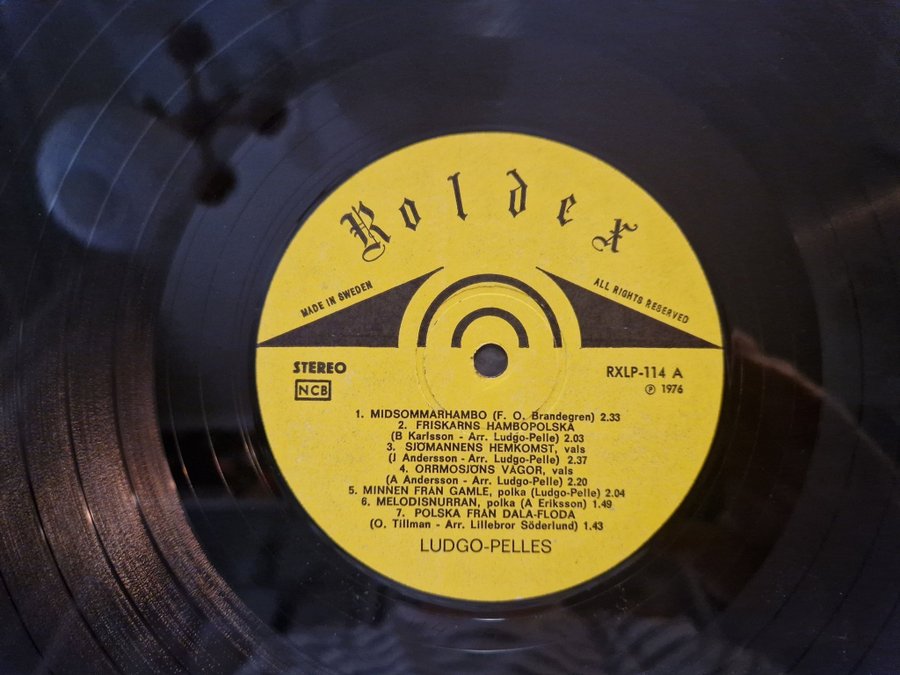 Roldex
MADE IN SWEDEN
ALL RIGHTS RESERVED
STEREO
NCB
RXLP-114 A
℗ 1976
1. MIDSOMMARHAMBO (F. O. Brandegren) 2.33
2. FRISKARNS HAMBOPOLSKA
(B Karlsson - Arr. Ludgo-Pelle) 2.03
3. SJÖMANNENS HEMKOMST, vals
(J Andersson - Arr. Ludgo-Pelle) 2.37
4. ORRMOSJÖNS VÅGOR, vals
(A Andersson - Arr. Ludgo-Pelle) 2.20
5. MINNEN FRÅN GAMLE, polka (Ludgo-Pelle) 2.04
6. MELODISNURRAN, polka (A Eriksson) 1.49
7. POLSKA FRÅN DALA-FLODA
(O. Tillman - Arr. Lillebror Söderlund) 1.43
LUDGO-PELLES